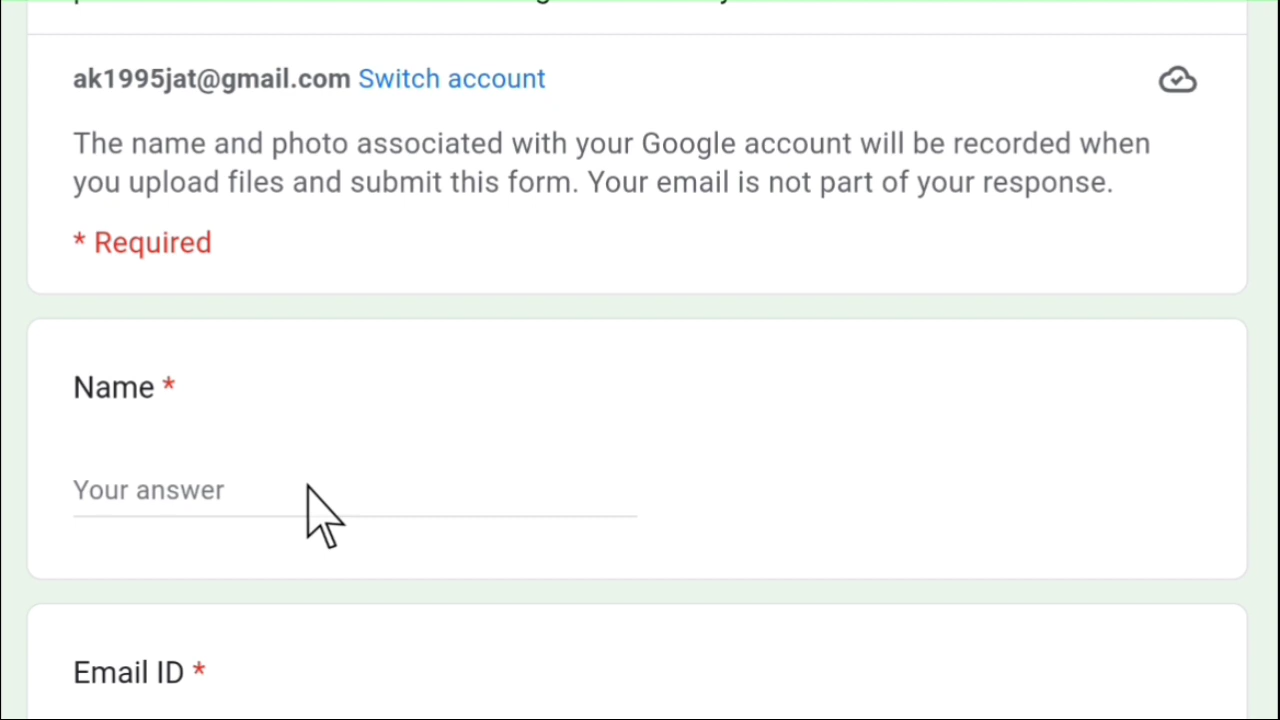 ak1995jat@gmail.com Switch account
The name and photo associated with your Google account will be recorded when
you upload files and submit this form. Your email is not part of your response.
* Required
Name *
Your answer
Email ID *